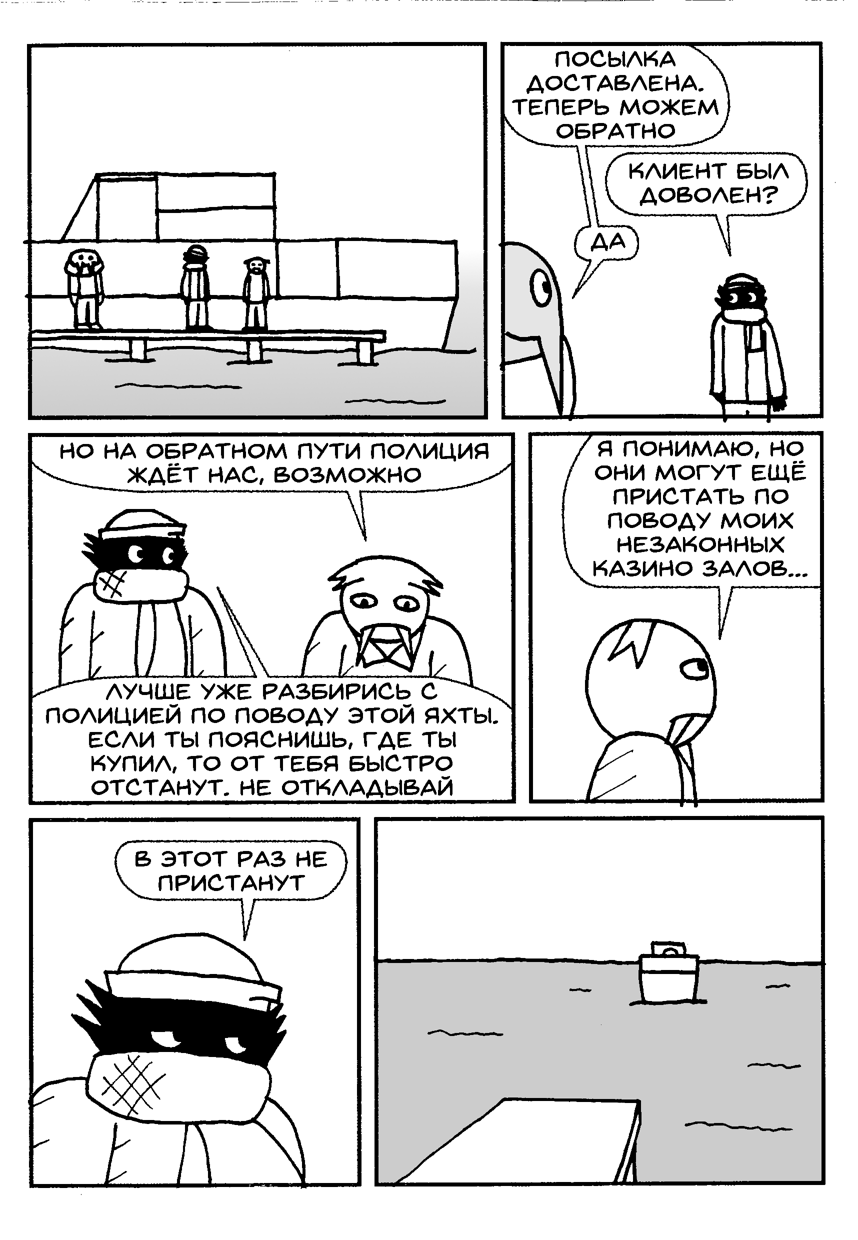 ПОСЫЛКА
ДОСТАВЛЕНА.
ТЕПЕРЬ МОЖЕМ
ОБРАТНО
КЛИЕНТ БЫЛ
ДОВОЛЕН?
ДА
НО НА ОБРАТНОМ ПУТИ ПОЛИЦИЯ
ЖДЁТ НАС, ВОЗМОЖНО
ЛУЧШЕ УЖЕ РАЗБИРИСЬ С
ПОЛИЦИЕЙ ПО ПОВОДУ ЭТОЙ ЯХТЫ.
ЕСЛИ ТЫ ПОЯСНИШЬ, ГДЕ ТЫ
КУПИЛ, ТО ОТ ТЕБЯ БЫСТРО
ОТСТАНУТ. НЕ ОТКЛАДЫВАЙ
Я ПОНИМАЮ, НО
ОНИ МОГУТ ЕЩЁ
ПРИСТАТЬ ПО
ПОВОДУ МОИХ
НЕЗАКОННЫХ
КАЗИНО ЗАЛОВ...
В ЭТОТ РАЗ НЕ
ПРИСТАНУТ